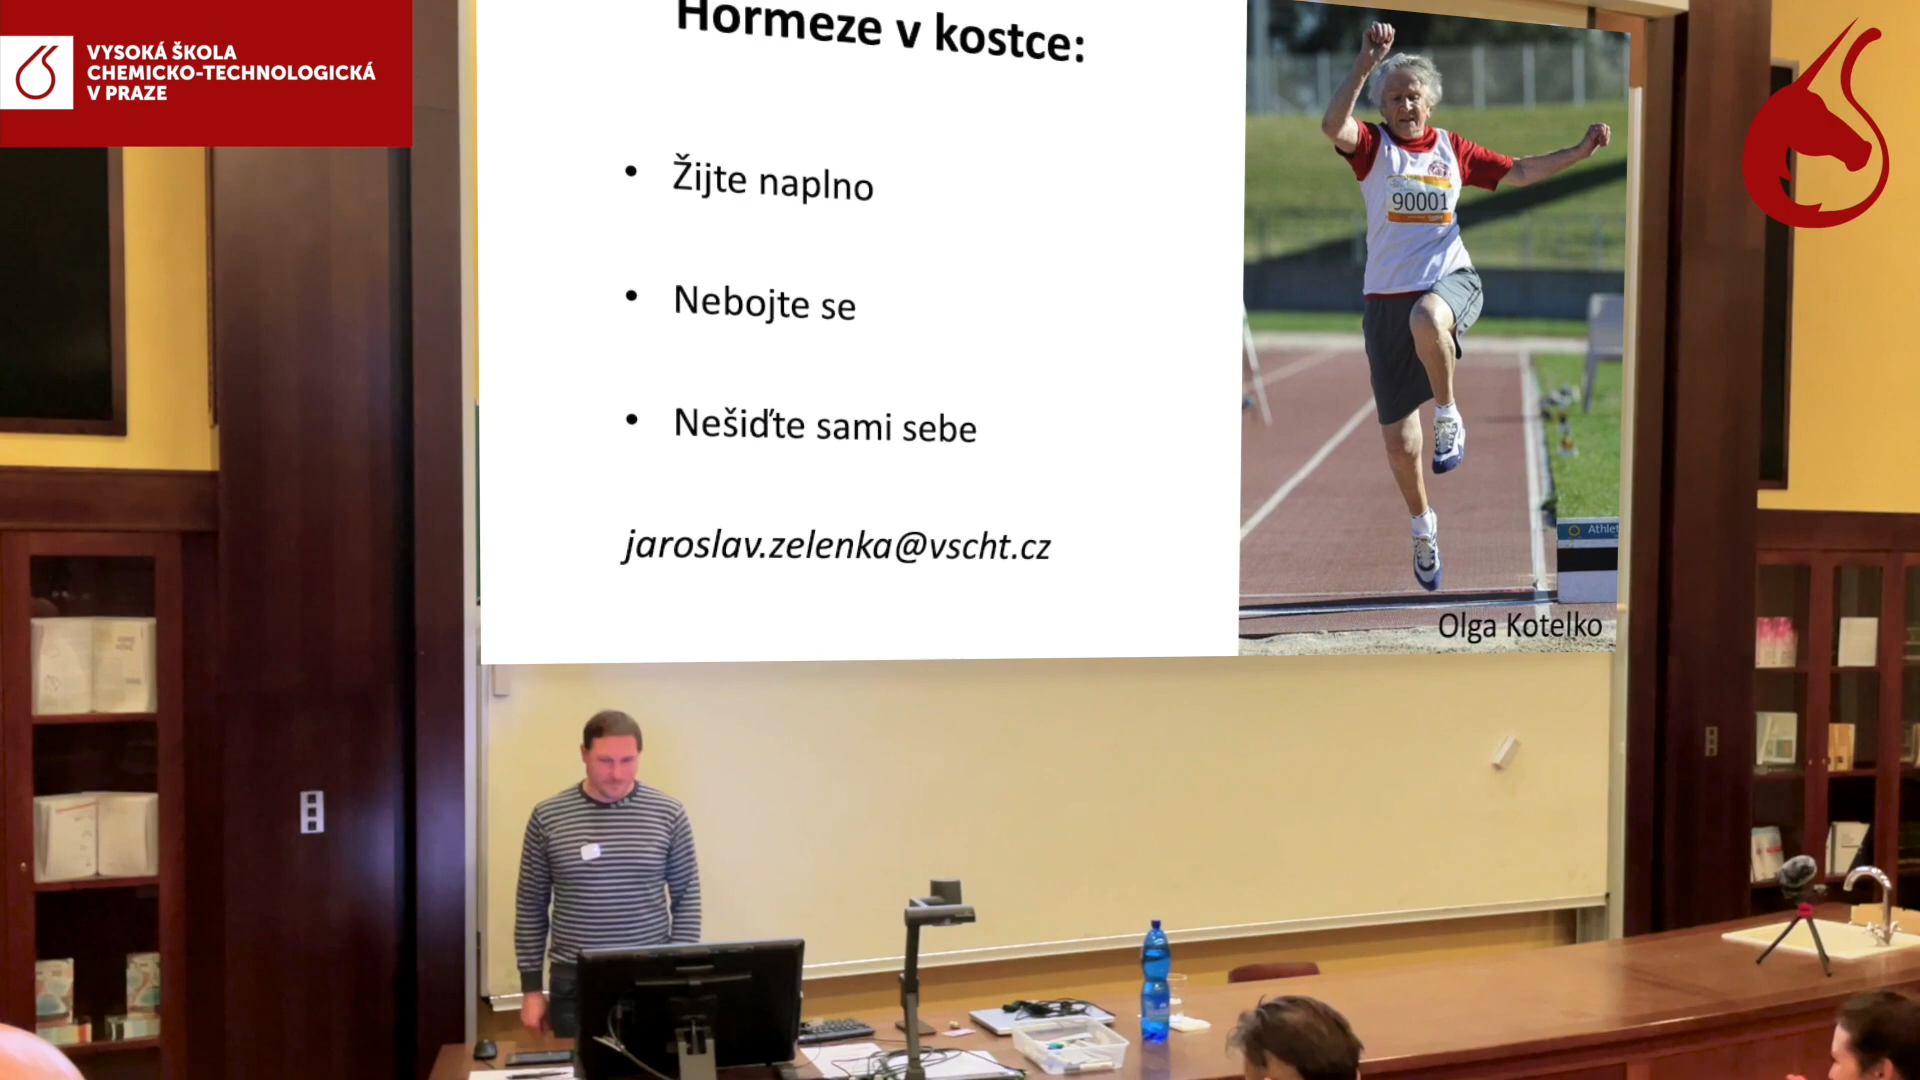 VYSOKÁ ŠKOLA
CHEMICKO-TECHNOLOGICKÁ
V PRAZE
Hormeze v kostce:
• Žijte naplno
• Nebojte se
• Nešiďte sami sebe
jaroslav.zelenka@vscht.cz
90001
Olga Kotelko